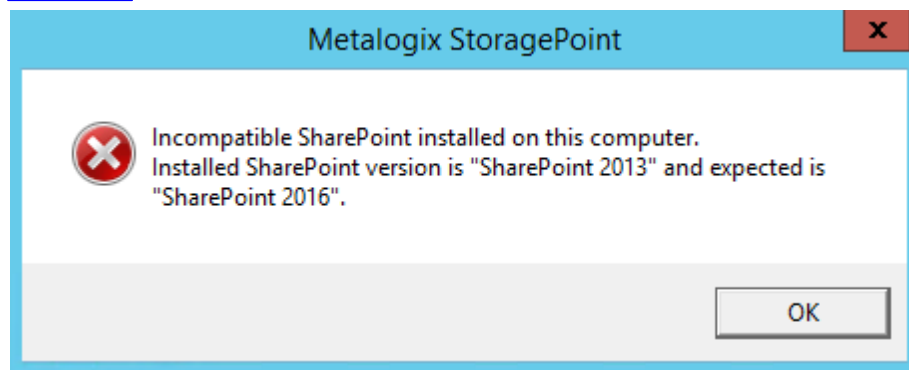 Metalogix StoragePoint
x
Incompatible SharePoint installed on this computer.
Installed SharePoint version is "SharePoint 2013" and expected is
"SharePoint 2016".
OK